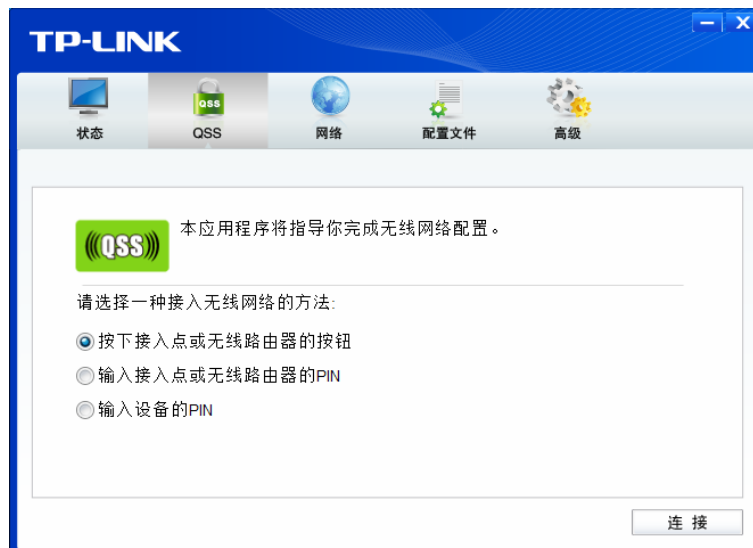 TP-LINK
状态 QSS 网络 配置文件 高级
QSS
本应用程序将指导你完成无线网络配置。
请选择一种接入无线网络的方法:
按下接入点或无线路由器的按钮
输入接入点或无线路由器的PIN
输入设备的PIN
连 接